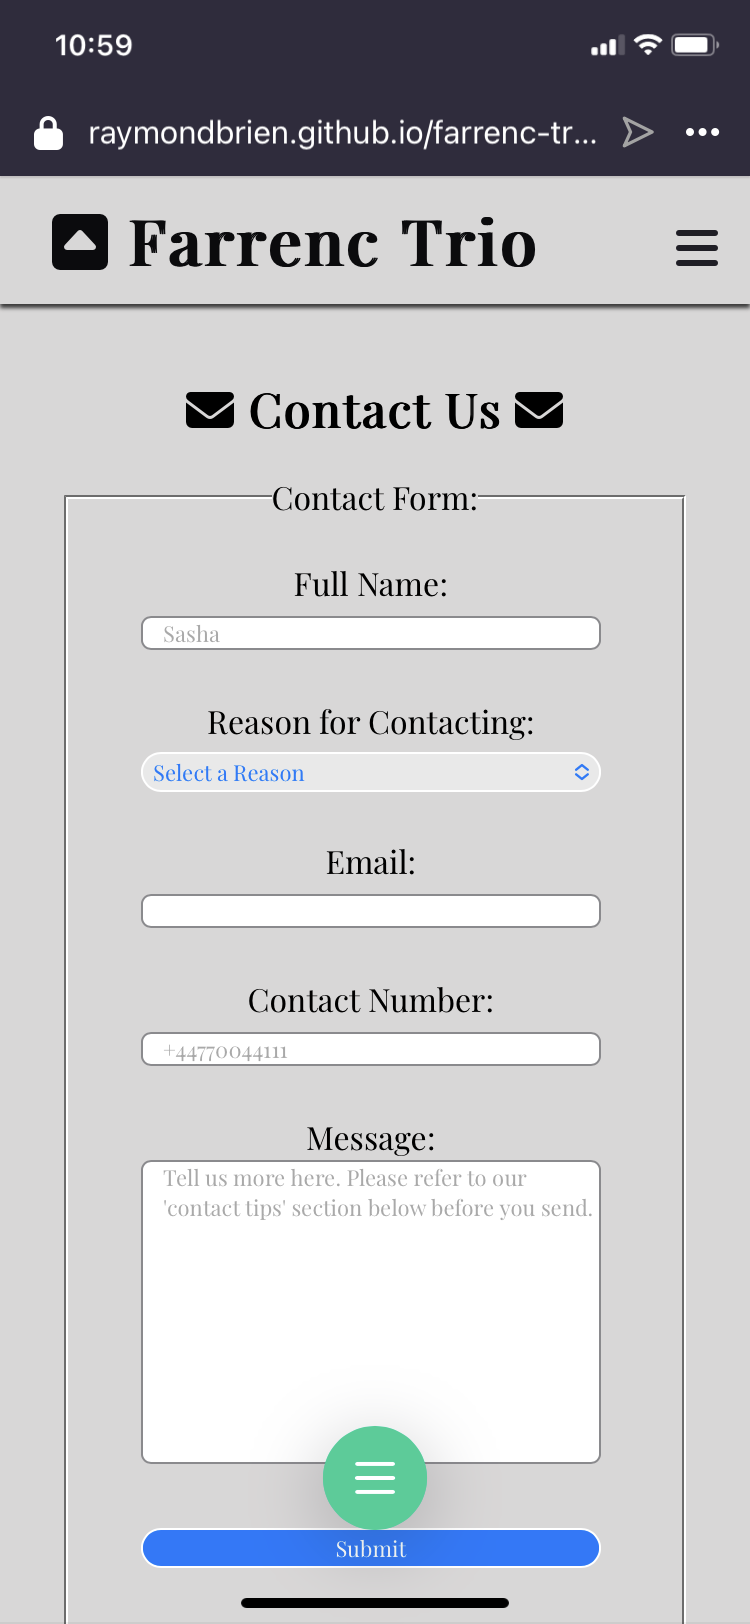 10:59
raymondbrien.github.io/farrenc-tr...
Farrenc Trio
Contact Us
Contact Form:
Full Name:
Sasha
Reason for Contacting:
Select a Reason
Email:
Contact Number:
+44770044111
Message:
Tell us more here. Please refer to our
'contact tips' section below before you send.
Submit